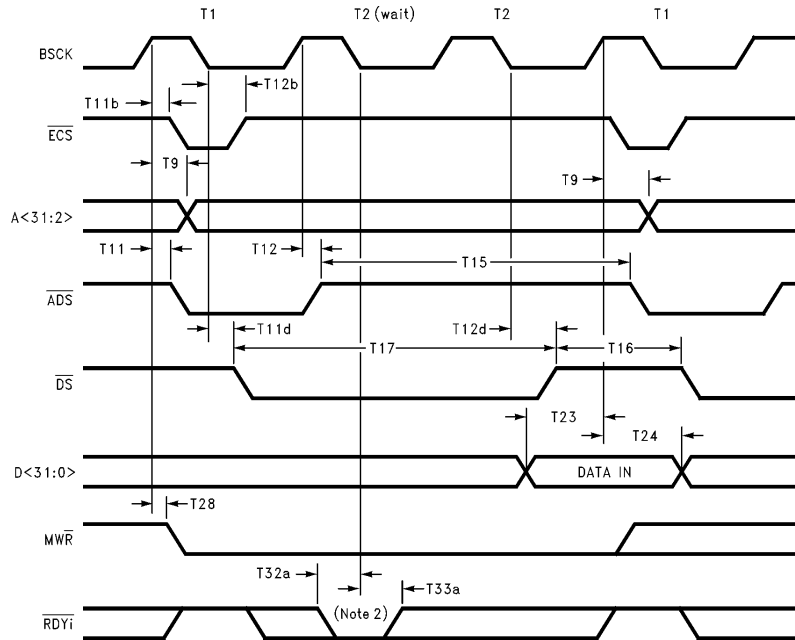 T1 T2 (wait) T2 T1
BSCK
T12b
T11b
ECS
T9
T9
A<31:2>
T11 T12
T15
ADS
T11d T12d
T17 T16
DS
T23
T24
D<31:0> DATA IN
T28
MWR
T32a T33a
(Note 2)
RDYi